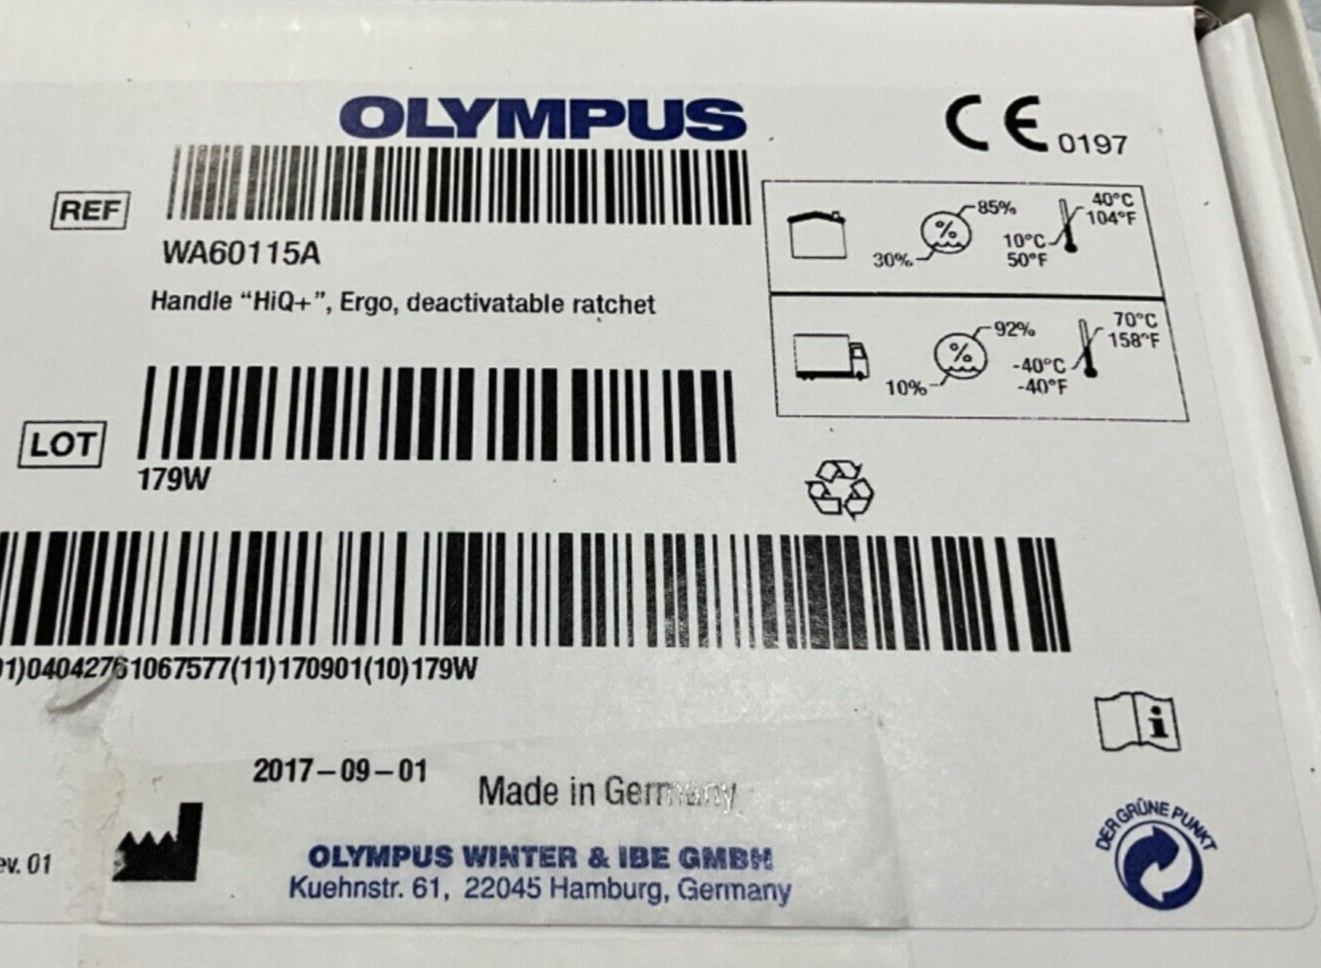 OLYMPUS
CE 0197
REF
WA60115A
Handle “HiQ+”, Ergo, deactivatable ratchet
85%
30%
40°C
104°F
10°C
50°F
92%
10%
70°C
158°F
-40°C
-40°F
LOT
179W
1)04042761067577(11)170901(10)179W
i
2017-09-01
Made in Germany
ev. 01
OLYMPUS WINTER & IBE GMBH
Kuehnstr. 61, 22045 Hamburg, Germany
DER GRÜNE PUNKT